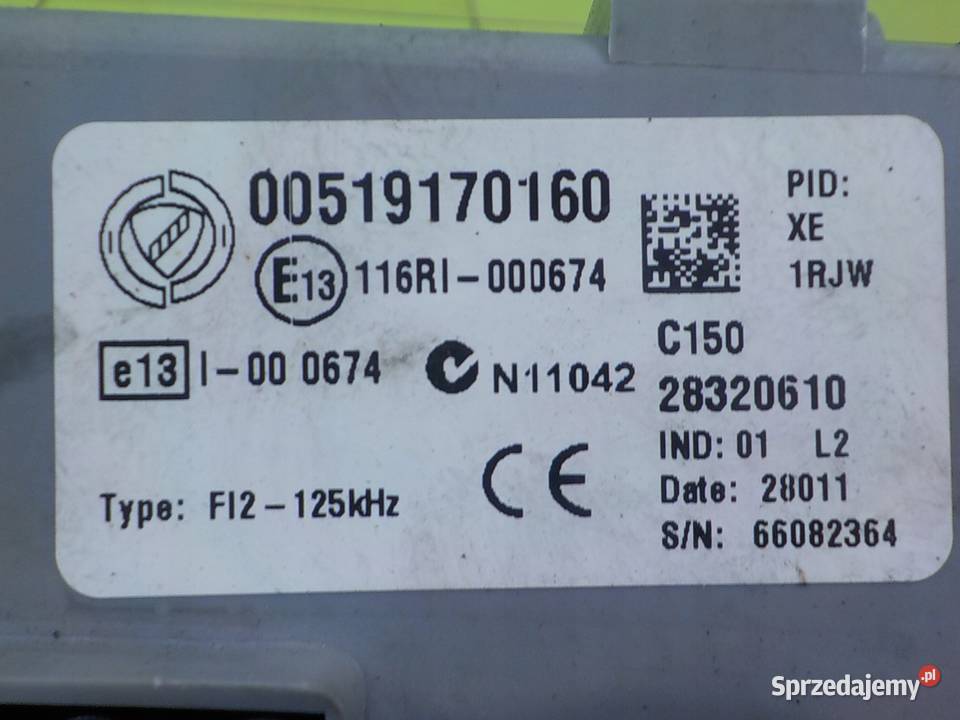 00519170160
E13 116RI-000674
PID:
XE
1RJW
e13 I-00 0674
N11042
C150
28320610
IND: 01 L2
Date: 28011
S/N: 66082364
Type: FI2-125kHz
CE
Sprzedajemy.pl